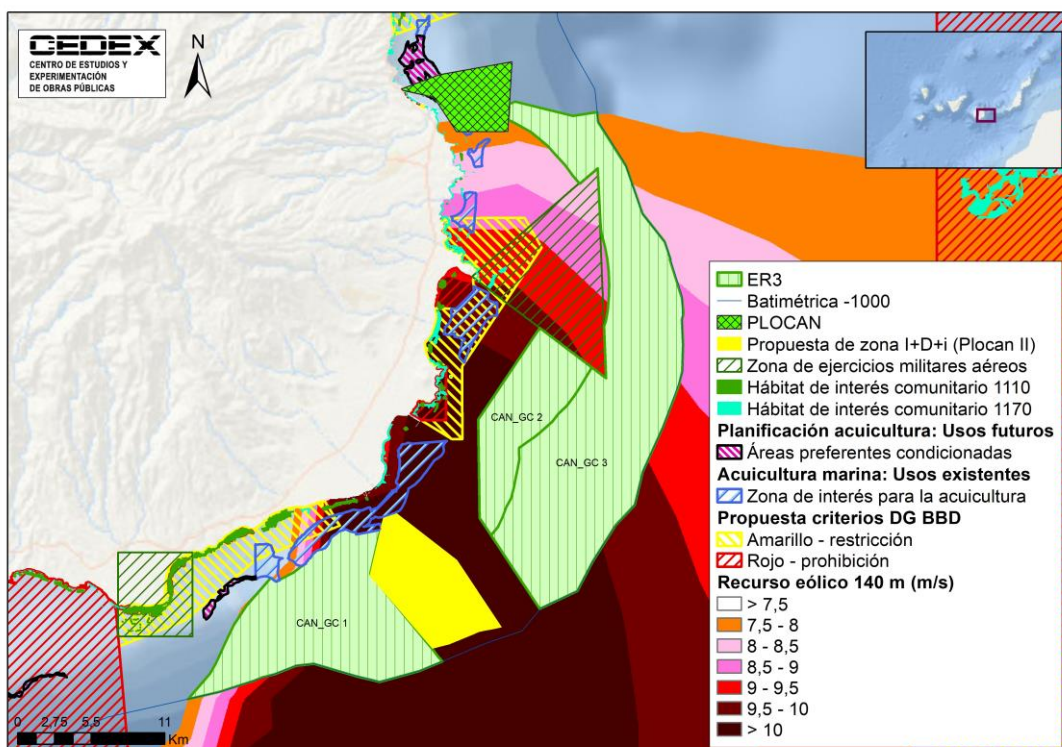 CEDEX
CENTRO DE ESTUDIOS Y
EXPERIMENTACIÓN
DE OBRAS PÚBLICAS
N
CAN_GC 2
CAN_GC 3
CAN_GC 1
0 2,75 5,5 11
Km
ER3
Batimétrica -1000
PLOCAN
Propuesta de zona I+D+i (Plocan II)
Zona de ejercicios militares aéreos
Hábitat de interés comunitario 1110
Hábitat de interés comunitario 1170
Planificación acuicultura: Usos futuros
Áreas preferentes condicionadas
Acuicultura marina: Usos existentes
Zona de interés para la acuicultura
Propuesta criterios DG BBD
Amarillo - restricción
Rojo - prohibición
Recurso eólico 140 m (m/s)
> 7,5
7,5 - 8
8 - 8,5
8,5 - 9
9 - 9,5
9,5 - 10
> 10